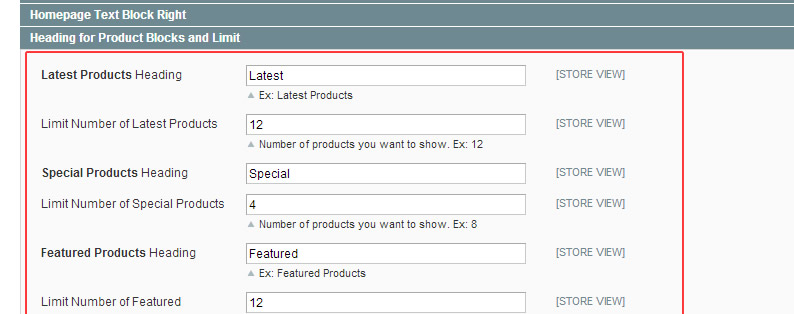 Homepage Text Block Right
Heading for Product Blocks and Limit
Latest Products Heading Latest [STORE VIEW]
Ex: Latest Products
Limit Number of Latest Products 12 [STORE VIEW]
Number of products you want to show. Ex: 12
Special Products Heading Special [STORE VIEW]
Limit Number of Special Products 4 [STORE VIEW]
Number of products you want to show. Ex: 8
Featured Products Heading Featured [STORE VIEW]
Ex: Featured Products
Limit Number of Featured 12 [STORE VIEW]